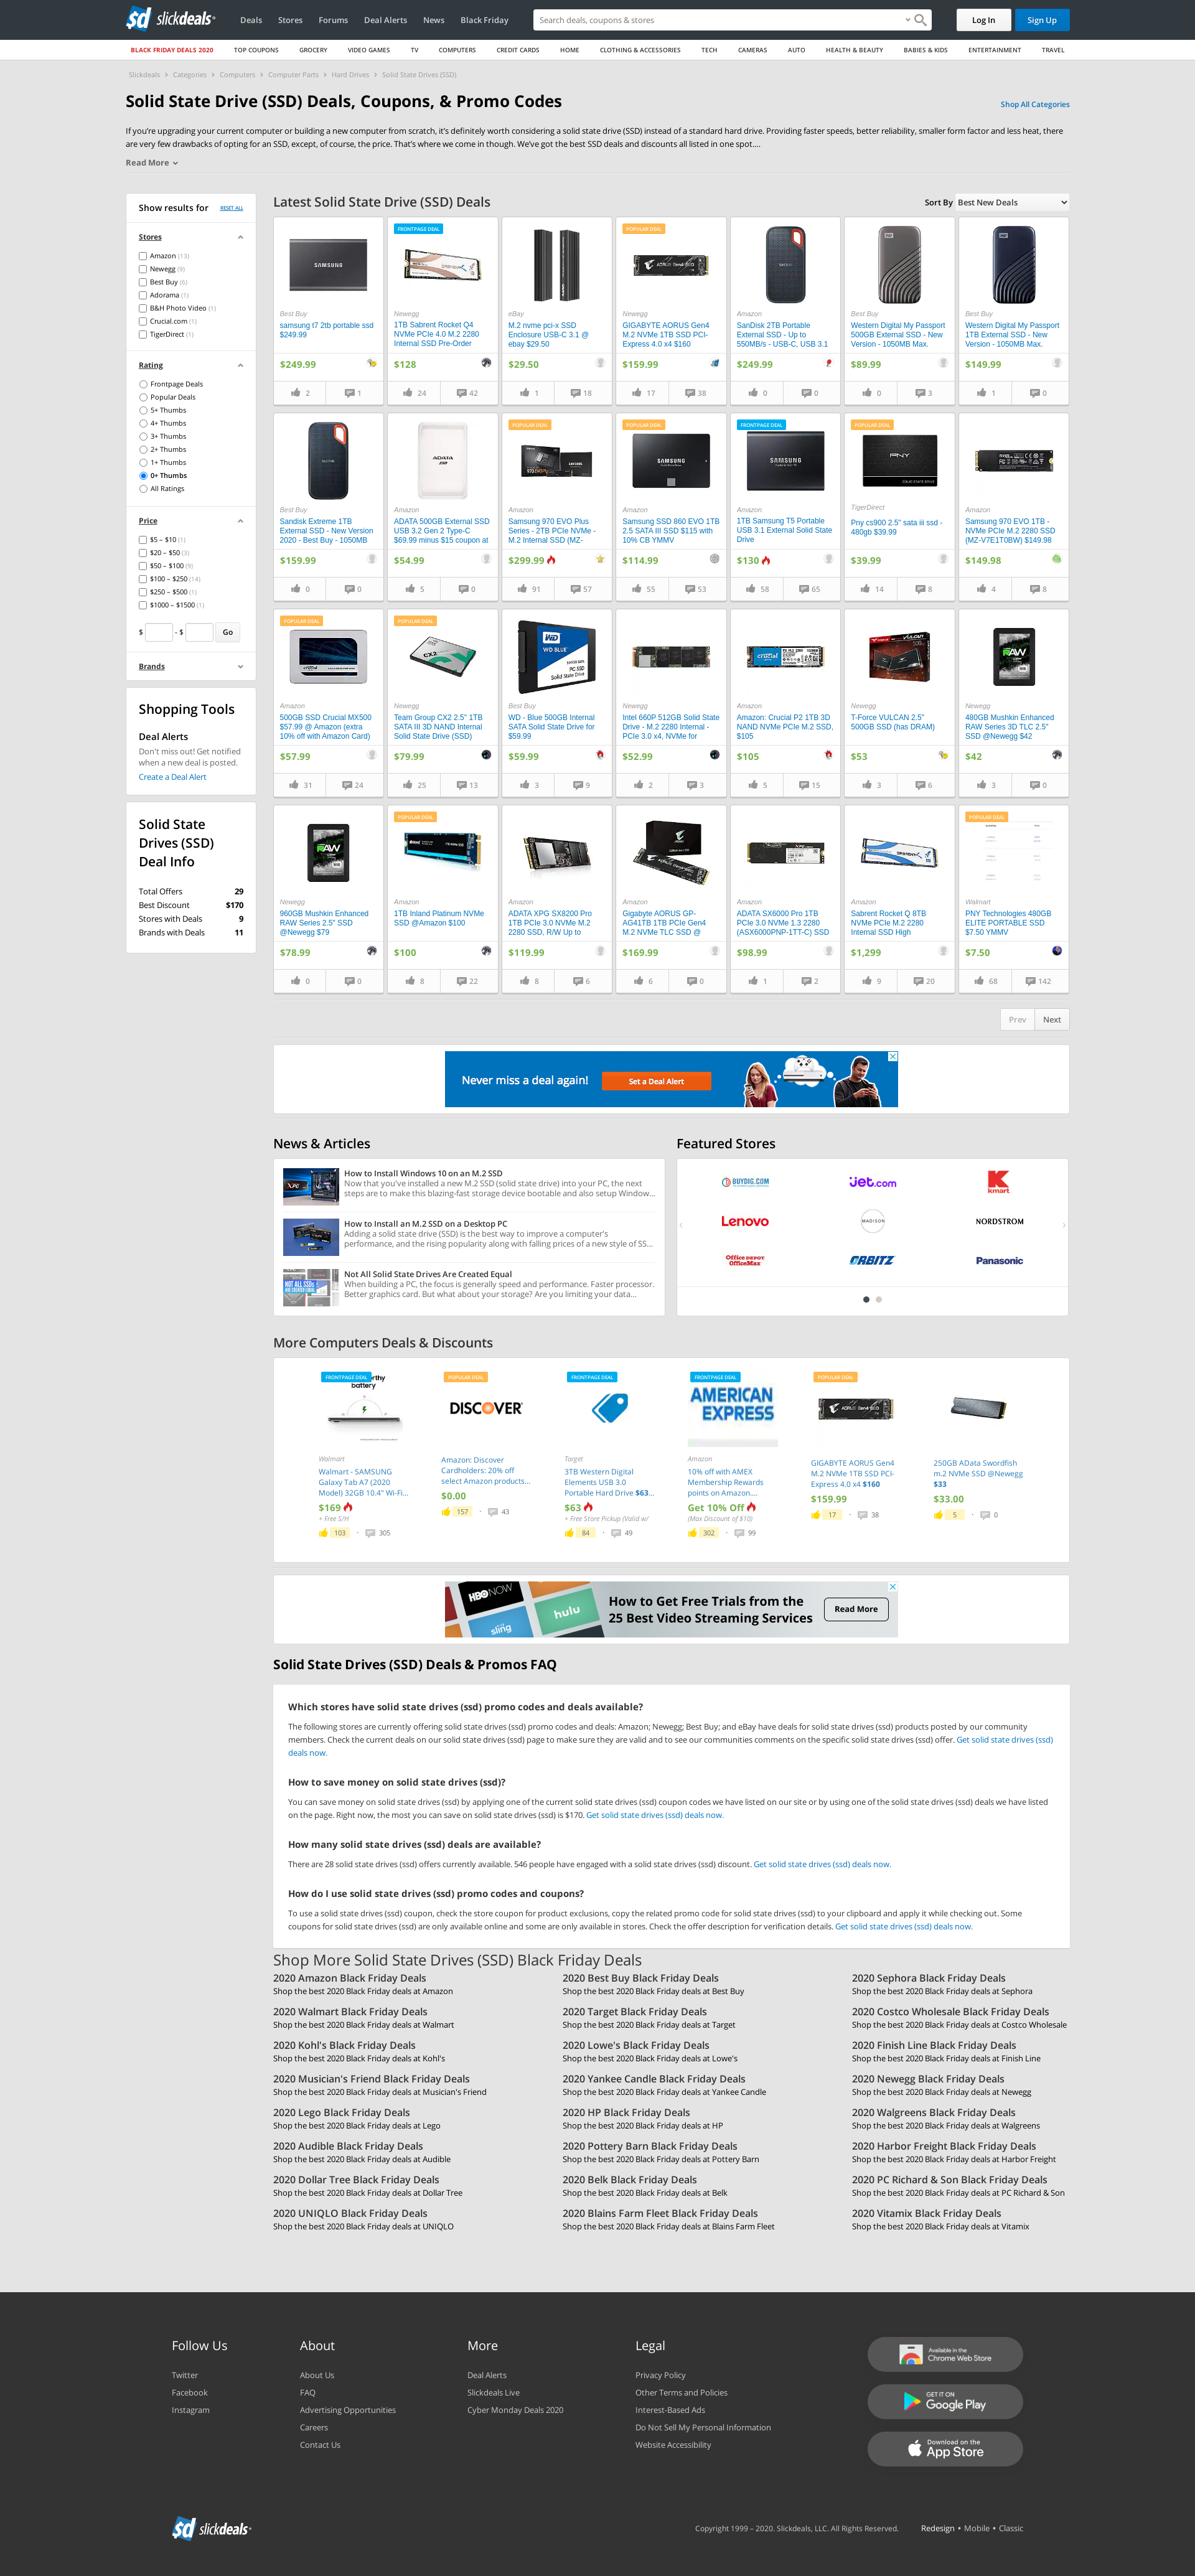 slickdeals
Deals Stores Forums Deal Alerts News Black Friday
Search deals, coupons & stores
Log In Sign Up
BLACK FRIDAY DEALS 2020 TOP COUPONS GROCERY VIDEO GAMES TV COMPUTERS CREDIT CARDS HOME CLOTHING & ACCESSORIES TECH CAMERAS AUTO HEALTH & BEAUTY BABIES & KIDS ENTERTAINMENT TRAVEL
Slickdeals > Categories > Computers > Computer Parts > Hard Drives > Solid State Drives (SSD)
Solid State Drive (SSD) Deals, Coupons, & Promo Codes
Shop All Categories
If you're upgrading your current computer or building a new computer from scratch, it's definitely worth considering a solid state drive (SSD) instead of a standard hard drive. Providing faster speeds, better reliability, smaller form factor and less heat, there
are very few drawbacks of opting for an SSD, except, of course, the price. That's where we come in though. We've got the best SSD deals and discounts all listed in one spot....
Read More
Show results for RESET ALL
Stores
Amazon (13)
Newegg (9)
Best Buy (6)
Adorama (1)
B&H Photo Video (1)
Crucial.com (1)
TigerDirect (1)
Rating
Frontpage Deals
Popular Deals
5+ Thumbs
4+ Thumbs
3+ Thumbs
2+ Thumbs
1+ Thumbs
0+ Thumbs
All Ratings
Price
$5 – $10 (1)
$20 – $50 (3)
$50 – $100 (9)
$100 – $250 (14)
$250 – $500 (1)
$1000 – $1500 (1)
$ - $ Go
Brands
Shopping Tools
Deal Alerts
Don't miss out! Get notified
when a new deal is posted.
Create a Deal Alert
Solid State
Drives (SSD)
Deal Info
Total Offers 29
Best Discount $170
Stores with Deals 9
Brands with Deals 11
Latest Solid State Drive (SSD) Deals
Sort By Best New Deals
SAMSUNG
Best Buy
samsung t7 2tb portable ssd
$249.99
$249.99
2 1
FRONTPAGE DEAL
Newegg
1TB Sabrent Rocket Q4
NVMe PCIe 4.0 M.2 2280
Internal SSD Pre-Order
$128
24 42
eBay
M.2 nvme pci-x SSD
Enclosure USB-C 3.1 @
ebay $29.50
$29.50
1 18
POPULAR DEAL
Newegg
GIGABYTE AORUS Gen4
M.2 NVMe 1TB SSD PCI-
Express 4.0 x4 $160
$159.99
17 38
Amazon
SanDisk 2TB Portable
External SSD - Up to
550MB/s - USB-C, USB 3.1
$249.99
0 0
Best Buy
Western Digital My Passport
500GB External SSD - New
Version - 1050MB Max.
$89.99
0 3
Best Buy
Western Digital My Passport
1TB External SSD - New
Version - 1050MB Max.
$149.99
1 0
Best Buy
Sandisk Extreme 1TB
External SSD - New Version
2020 - Best Buy - 1050MB
$159.99
0 0
ADATA
Amazon
ADATA 500GB External SSD
USB 3.2 Gen 2 Type-C
$69.99 minus $15 coupon at
$54.99
5 0
POPULAR DEAL
Amazon
Samsung 970 EVO Plus
Series - 2TB PCIe NVMe -
M.2 Internal SSD (MZ-
$299.99
91 57
POPULAR DEAL
SAMSUNG
Amazon
Samsung SSD 860 EVO 1TB
2.5 SATA III SSD $115 with
10% CB YMMV
$114.99
55 53
FRONTPAGE DEAL
SAMSUNG
Amazon
1TB Samsung T5 Portable
USB 3.1 External Solid State
Drive
$130
58 65
POPULAR DEAL
PNY
TigerDirect
Pny cs900 2.5" sata iii ssd -
480gb $39.99
$39.99
14 8
Amazon
Samsung 970 EVO 1TB -
NVMe PCIe M.2 2280 SSD
(MZ-V7E1T0BW) $149.98
$149.98
4 8
POPULAR DEAL
Amazon
500GB SSD Crucial MX500
$57.99 @ Amazon (extra
10% off with Amazon Card)
$57.99
31 24
POPULAR DEAL
CX2
Newegg
Team Group CX2 2.5" 1TB
SATA III 3D NAND Internal
Solid State Drive (SSD)
$79.99
25 13
WD BLUE
PC SSD
Solid State Drive
Best Buy
WD - Blue 500GB Internal
SATA Solid State Drive for
$59.99
$59.99
3 9
Newegg
Intel 660P 512GB Solid State
Drive - M.2 2280 Internal -
PCIe 3.0 x4, NVMe for
$52.99
2 3
crucial
Amazon
Amazon: Crucial P2 1TB 3D
NAND NVMe PCIe M.2 SSD,
$105
$105
5 15
VULCAN
Newegg
T-Force VULCAN 2.5"
500GB SSD (has DRAM)
$53
3 6
RAW
Newegg
480GB Mushkin Enhanced
RAW Series 3D TLC 2.5"
SSD @Newegg $42
$42
3 0
RAW
Newegg
960GB Mushkin Enhanced
RAW Series 2.5" SSD
@Newegg $79
$78.99
0 0
Amazon
1TB Inland Platinum NVMe
SSD @Amazon $100
$100
8 22
Amazon
ADATA XPG SX8200 Pro
1TB PCIe 3.0 NVMe M.2
2280 SSD, R/W Up to
$119.99
8 6
Amazon
Gigabyte AORUS GP-
AG41TB 1TB PCIe Gen4
M.2 NVMe TLC SSD @
$169.99
6 0
Amazon
ADATA SX6000 Pro 1TB
PCIe 3.0 NVMe 1.3 2280
(ASX6000PNP-1TT-C) SSD
$98.99
1 2
Amazon
Sabrent Rocket Q 8TB
NVMe PCIe M.2 2280
Internal SSD High
$1,299
9 20
POPULAR DEAL
Walmart
PNY Technologies 480GB
ELITE PORTABLE SSD
$7.50 YMMV
$7.50
68 142
Prev Next
Never miss a deal again! Set a Deal Alert
News & Articles
How to Install Windows 10 on an M.2 SSD
Now that you've installed a new M.2 SSD (solid state drive) into your PC, the next
steps are to make this blazing-fast storage device bootable and also setup Window...
How to Install an M.2 SSD on a Desktop PC
Adding a solid state drive (SSD) is the best way to improve a computer's
performance, and the rising popularity along with falling prices of a new style of SS...
NOT ALL SSDs
Not All Solid State Drives Are Created Equal
When building a PC, the focus is generally speed and performance. Faster processor.
Better graphics card. But what about your storage? Are you limiting your data...
Featured Stores
BUYDIG.COM Jet.com kmart
Lenovo MADISON NORDSTROM
Office DEPOT OfficeMax ORBITZ Panasonic
More Computers Deals & Discounts
FRONTPAGE DEAL
battery
Walmart
Walmart - SAMSUNG
Galaxy Tab A7 (2020
Model) 32GB 10.4" Wi-Fi...
$169
+ Free S/H
103 · 305
POPULAR DEAL
DISCOVER
Amazon: Discover
Cardholders: 20% off
select Amazon products...
$0.00
157 · 43
FRONTPAGE DEAL
Target
3TB Western Digital
Elements USB 3.0
Portable Hard Drive $63...
$63
+ Free Store Pickup (Valid w/
84 · 49
FRONTPAGE DEAL
AMERICAN EXPRESS
Amazon
10% off with AMEX
Membership Rewards
points on Amazon....
Get 10% Off
(Max Discount of $10)
302 · 99
POPULAR DEAL
GIGABYTE AORUS Gen4
M.2 NVMe 1TB SSD PCI-
Express 4.0 x4 $160
$159.99
17 · 38
250GB AData Swordfish
m.2 NVMe SSD @Newegg
$33
$33.00
5 · 0
HBO NOW
sling
hulu
How to Get Free Trials from the
25 Best Video Streaming Services
Read More
Solid State Drives (SSD) Deals & Promos FAQ
Which stores have solid state drives (ssd) promo codes and deals available?
The following stores are currently offering solid state drives (ssd) promo codes and deals: Amazon; Newegg; Best Buy; and eBay have deals for solid state drives (ssd) products posted by our community
members. Check the current deals on our solid state drives (ssd) page to make sure they are valid and to see our communities comments on the specific solid state drives (ssd) offer. Get solid state drives (ssd)
deals now.
How to save money on solid state drives (ssd)?
You can save money on solid state drives (ssd) by applying one of the current solid state drives (ssd) coupon codes we have listed on our site or by using one of the solid state drives (ssd) deals we have listed
on the page. Right now, the most you can save on solid state drives (ssd) is $170. Get solid state drives (ssd) deals now.
How many solid state drives (ssd) deals are available?
There are 28 solid state drives (ssd) offers currently available. 546 people have engaged with a solid state drives (ssd) discount. Get solid state drives (ssd) deals now.
How do I use solid state drives (ssd) promo codes and coupons?
To use a solid state drives (ssd) coupon, check the store coupon for product exclusions, copy the related promo code for solid state drives (ssd) to your clipboard and apply it while checking out. Some
coupons for solid state drives (ssd) are only available online and some are only available in stores. Check the offer description for verification details. Get solid state drives (ssd) deals now.
Shop More Solid State Drives (SSD) Black Friday Deals
2020 Amazon Black Friday Deals
Shop the best 2020 Black Friday deals at Amazon
2020 Best Buy Black Friday Deals
Shop the best 2020 Black Friday deals at Best Buy
2020 Sephora Black Friday Deals
Shop the best 2020 Black Friday deals at Sephora
2020 Walmart Black Friday Deals
Shop the best 2020 Black Friday deals at Walmart
2020 Target Black Friday Deals
Shop the best 2020 Black Friday deals at Target
2020 Costco Wholesale Black Friday Deals
Shop the best 2020 Black Friday deals at Costco Wholesale
2020 Kohl's Black Friday Deals
Shop the best 2020 Black Friday deals at Kohl's
2020 Lowe's Black Friday Deals
Shop the best 2020 Black Friday deals at Lowe's
2020 Finish Line Black Friday Deals
Shop the best 2020 Black Friday deals at Finish Line
2020 Musician's Friend Black Friday Deals
Shop the best 2020 Black Friday deals at Musician's Friend
2020 Yankee Candle Black Friday Deals
Shop the best 2020 Black Friday deals at Yankee Candle
2020 Newegg Black Friday Deals
Shop the best 2020 Black Friday deals at Newegg
2020 Lego Black Friday Deals
Shop the best 2020 Black Friday deals at Lego
2020 HP Black Friday Deals
Shop the best 2020 Black Friday deals at HP
2020 Walgreens Black Friday Deals
Shop the best 2020 Black Friday deals at Walgreens
2020 Audible Black Friday Deals
Shop the best 2020 Black Friday deals at Audible
2020 Pottery Barn Black Friday Deals
Shop the best 2020 Black Friday deals at Pottery Barn
2020 Harbor Freight Black Friday Deals
Shop the best 2020 Black Friday deals at Harbor Freight
2020 Dollar Tree Black Friday Deals
Shop the best 2020 Black Friday deals at Dollar Tree
2020 Belk Black Friday Deals
Shop the best 2020 Black Friday deals at Belk
2020 PC Richard & Son Black Friday Deals
Shop the best 2020 Black Friday deals at PC Richard & Son
2020 UNIQLO Black Friday Deals
Shop the best 2020 Black Friday deals at UNIQLO
2020 Blains Farm Fleet Black Friday Deals
Shop the best 2020 Black Friday deals at Blains Farm Fleet
2020 Vitamix Black Friday Deals
Shop the best 2020 Black Friday deals at Vitamix
Follow Us
Twitter
Facebook
Instagram
About
About Us
FAQ
Advertising Opportunities
Careers
Contact Us
More
Deal Alerts
Slickdeals Live
Cyber Monday Deals 2020
Legal
Privacy Policy
Other Terms and Policies
Interest-Based Ads
Do Not Sell My Personal Information
Website Accessibility
Available in the
Chrome Web Store
GET IT ON
Google Play
Download on the
App Store
slickdeals
Copyright 1999 – 2020. Slickdeals, LLC. All Rights Reserved. Redesign • Mobile • Classic